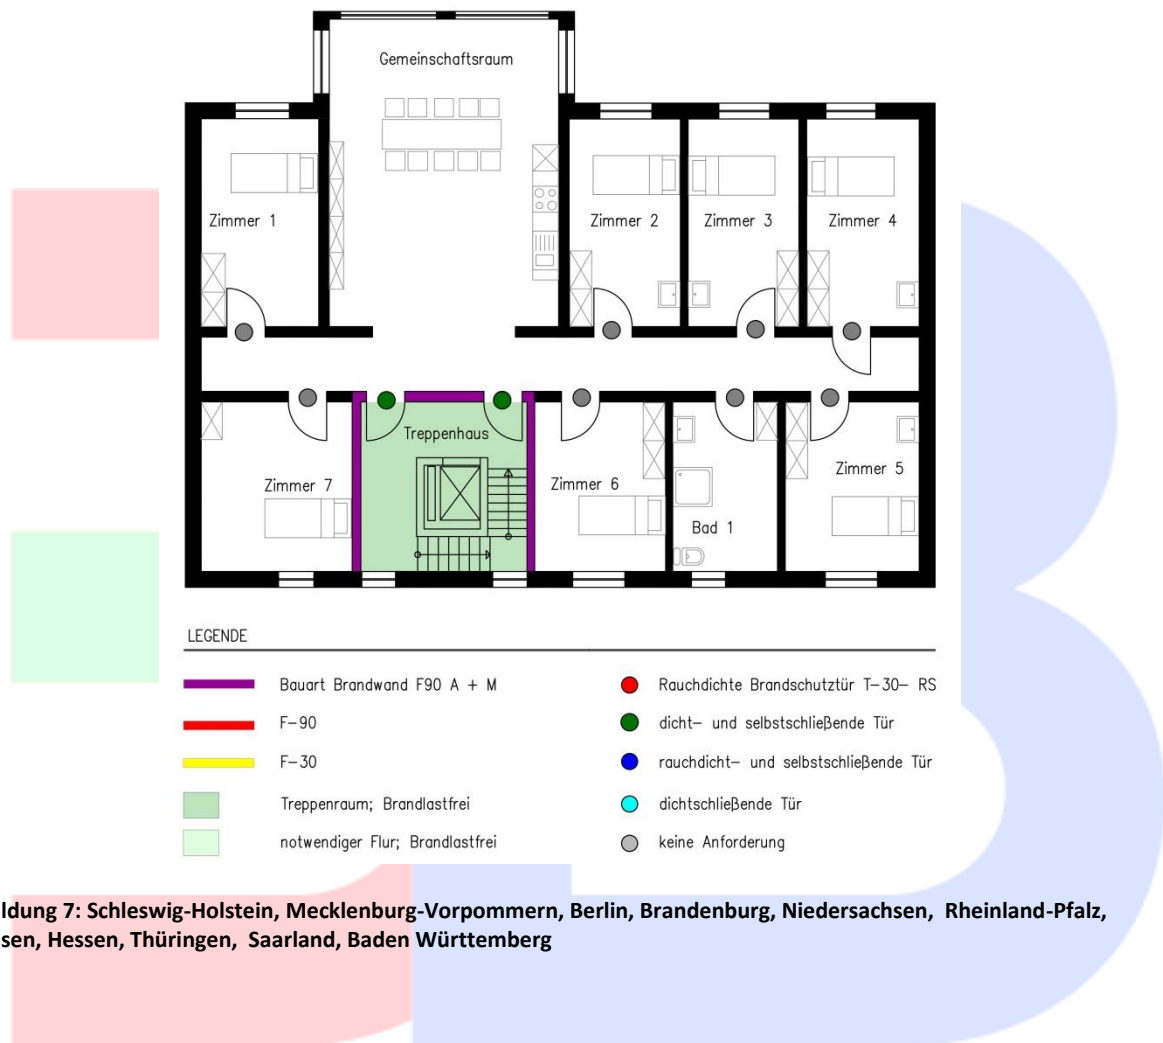 Gemeinschaftsraum
Zimmer 1
Zimmer 2
Zimmer 3
Zimmer 4
Treppenhaus
Zimmer 7
Zimmer 6
Bad 1
Zimmer 5
LEGENDE
Bauart Brandwand F90 A + M
F-90
F-30
Treppenraum; Brandlastfrei
notwendiger Flur; Brandlastfrei
Rauchdichte Brandschutztür T-30- RS
dicht- und selbstschließende Tür
rauchdicht- und selbstschließende Tür
dichtschließende Tür
keine Anforderung
ldung 7: Schleswig-Holstein, Mecklenburg-Vorpommern, Berlin, Brandenburg, Niedersachsen, Rheinland-Pfalz,
sen, Hessen, Thüringen, Saarland, Baden Württemberg